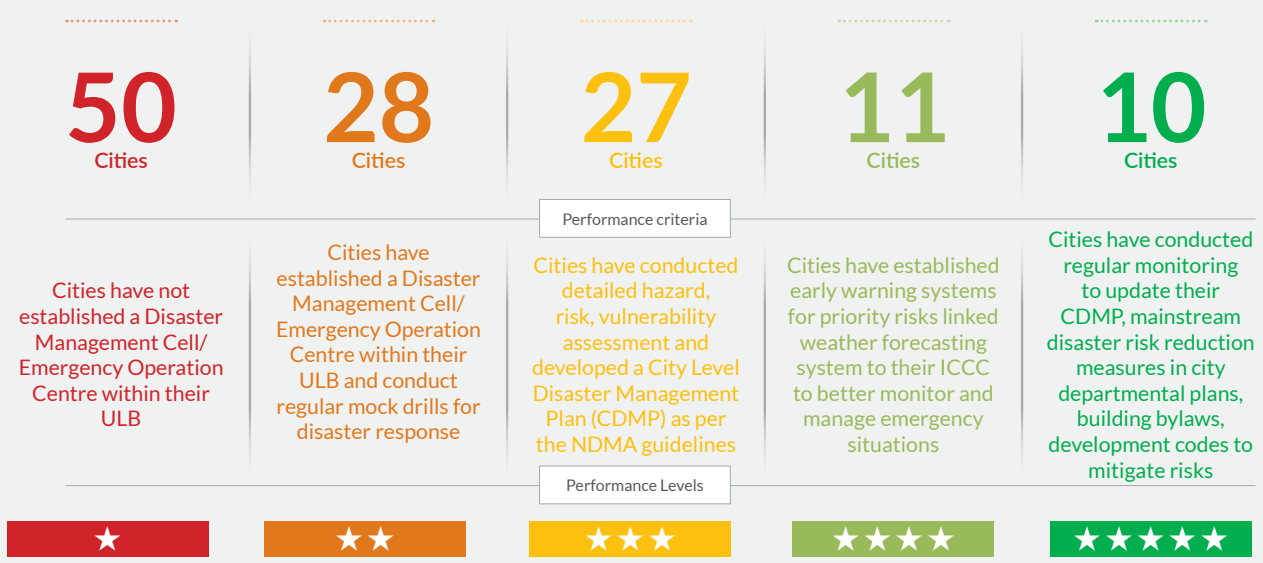 50
Cities
28
Cities
27
Cities
11
Cities
10
Cities
Performance criteria
Cities have not
established a Disaster
Management Cell/
Emergency Operation
Centre within their
ULB
Cities have
established a Disaster
Management Cell/
Emergency Operation
Centre within their
ULB and conduct
regular mock drills for
disaster response
Cities have conducted
detailed hazard,
risk, vulnerability
assessment and
developed a City Level
Disaster Management
Plan (CDMP) as per
the NDMA guidelines
Cities have established
early warning systems
for priority risks linked
weather forecasting
system to their ICCC
to better monitor and
manage emergency
situations
Cities have conducted
regular monitoring
to update their
CDMP, mainstream
disaster risk reduction
measures in city
departmental plans,
building bylaws,
development codes to
mitigate risks
Performance Levels